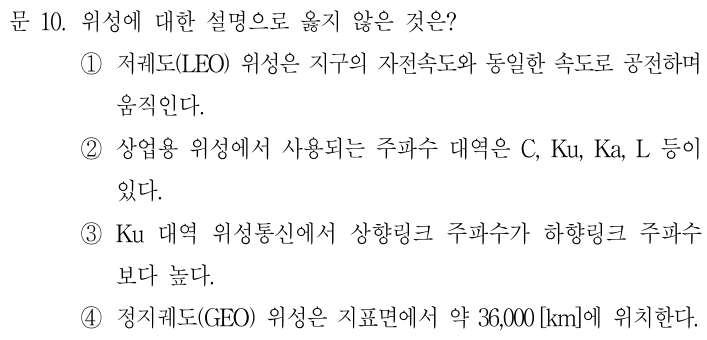 문 10. 위성에 대한 설명으로 옳지 않은 것은?
① 저궤도(LEO) 위성은 지구의 자전속도와 동일한 속도로 공전하며
움직인다.
② 상업용 위성에서 사용되는 주파수 대역은 C, Ku, Ka, L 등이
있다.
③ Ku 대역 위성통신에서 상향링크 주파수가 하향링크 주파수
보다 높다.
④ 정지궤도(GEO) 위성은 지표면에서 약 36,000 [km]에 위치한다.